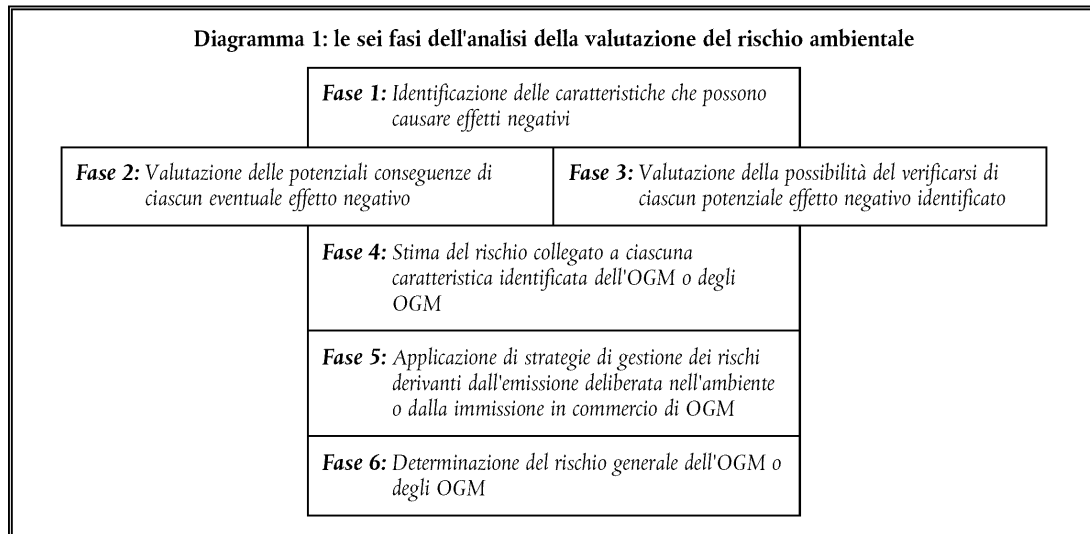 Diagramma 1: le sei fasi dell'analisi della valutazione del rischio ambientale
Fase 1: Identificazione delle caratteristiche che possono
causare effetti negativi
Fase 2: Valutazione delle potenziali conseguenze di
ciascun eventuale effetto negativo
Fase 3: Valutazione della possibilità del verificarsi di
ciascun potenziale effetto negativo identificato
Fase 4: Stima del rischio collegato a ciascuna
caratteristica identificata dell'OGM o degli
OGM
Fase 5: Applicazione di strategie di gestione dei rischi
derivanti dall'emissione deliberata nell'ambiente
o dalla immissione in commercio di OGM
Fase 6: Determinazione del rischio generale dell'OGM o
degli OGM